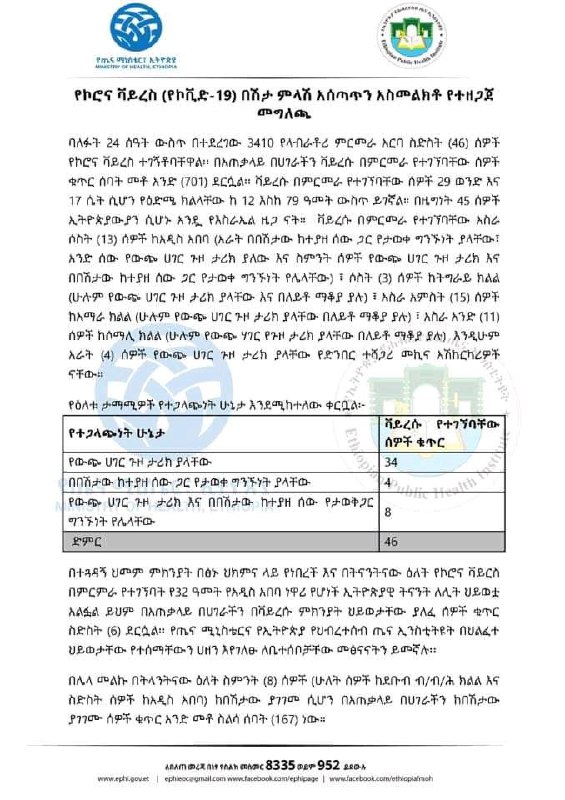 የጤና ሚኒስቴር፤ ኢትዮጵያ
MINISTRY OF HEALTH, ETHIOPIA
Ethiopian Public Health Institute
የኮሮና ቫይረስ (የኮቪድ-19) በሽታ ምላሽ አሰጣጥን አስመልክቶ የተዘጋጀ
መግለጫ
ባለፉት 24 ሰዓት ውስጥ በተደረገው 3410 የላብራቶሪ ምርመራ አርባ ስድስት (46) ሰዎች
የኮሮና ቫይረስ ተገኝቶባቸዋል፡፡ በአጠቃላይ በሀገራችን ቫይረሱ በምርመራ የተገኘባቸው ሰዎች
ቁጥር ሰባት መቶ አንድ (701) ደርሷል፡፡ ቫይረሱ በምርመራ የተገኘባቸው ሰዎች 29 ወንድ እና
17 ሴት ሲሆን የዕድሜ ክልላቸው ከ 12 እስከ 79 ዓመት ውስጥ ይገኛል፡፡ በዜግነት 45 ሰዎች
ኢትዮጵያውያን ሲሆኑ አንዷ የእስራኤል ዜጋ ናት፡፡ ቫይረሱ በምርመራ የተገኘባቸው አስራ
ሶስት (13) ሰዎች ከአዲስ አበባ (አራት በበሽታው ከተያዘ ሰው ጋር የታወቀ ግንኙነት ያላቸው፣
አንድ ሰው የውጭ ሀገር ጉዞ ታሪክ ያለው እና ስምንት ሰዎች የውጭ ሀገር ጉዞ ታሪክ እና
በበሽታው ከተያዘ ሰው ጋር የታወቀ ግንኙነት የሌላቸው) ፣ ሶስት (3) ሰዎች ከትግራይ ክልል
(ሁሉም የውጭ ሀገር ጉዞ ታሪክ ያላቸው እና በለይቶ ማቆያ ያሉ) ፣ አስራ አምስት (15) ሰዎች
ከአማራ ክልል (ሁሉም የውጭ ሀገር ጉዞ ታሪክ ያላቸው በለይቶ ማቆያ ያሉ) ፣ አስራ አንድ (11)
ሰዎች ከሶማሊ ክልል (ሁሉም የውጭ ሃገር የጉዞ ታሪክ ያላቸው በለይቶ ማቆያ ያሉ) እንዲሁም
አራት (4) ሰዎች የውጭ ሀገር ጉዞ ታሪክ ያላቸው የድንበር ተሻጋሪ መኪና አሽከርካሪዎች
ናቸው፡፡
የዕለቱ ታማሚዎች የተጋላጭነት ሁኔታ እንደሚከተለው ቀርቧል፡-
የተጋላጭነት ሁኔታ ቫይረሱ የተገኘባቸው
ሰዎች ቁጥር
የውጭ ሀገር ጉዞ ታሪክ ያላቸው 34
በበሽታው ከተያዘ ሰው ጋር የታወቀ ግንኙነት ያላቸው 4
የውጭ ሀገር ጉዞ ታሪክ እና በበሽታው ከተያዘ ሰው የታወቅጋር
ግንኙነት የሌላቸው 8
ድምር 46
በተጓዳኝ ህመም ምክንያት በፅኑ ህክምና ላይ የነበረች እና በትናንትናው ዕለት የኮሮና ቫይርስ
በምርምራ የተገኘባት የ32 ዓመት የአዲስ አበባ ነዋሪ የሆነች ኢትዮጵያዊ ትናንት ለሊት ህይወቷ
አልፏል ይህም በአጠቃላይ በሀገራችን በቫይረሱ ምክንያት ህይወታቸው ያለፈ ሰዎች ቁጥር
ስድስት (6) ደርሷል፡፡ የጤና ሚኒስቴርና የኢትዮጵያ የህብረተሰብ ጤና ኢንስቲትዩት በህልፈተ
ህይወታቸው የተሰማቸውን ሀዘን እየገለፁ ለቤተሰቦቻቸው መፅናናትን ይመኛሉ፡፡
በሌላ መልኩ በትላንትናው ዕለት ስምንት (8) ሰዎች (ሁለት ሰዎች ከደቡብ ብ/ብ/ሕ ክልል እና
ስድስት ሰዎች ከአዲስ አበባ) ከበሽታው ያገገሙ ሲሆን በአጠቃላይ በሀገራችን ከበሽታው
ያገገሙ ሰዎች ቁጥር አንድ መቶ ስልሳ ሰባት (167) ነው፡፡
ለበለጠ መረጃ በነፃ የስልክ መስመር 8335 ወይም 952 ይደውሉ
www.ephi.gov.et | ephieoc@gmail.com www.facebook.com/ephipage | www.facebook.com/ethiopiafmoh